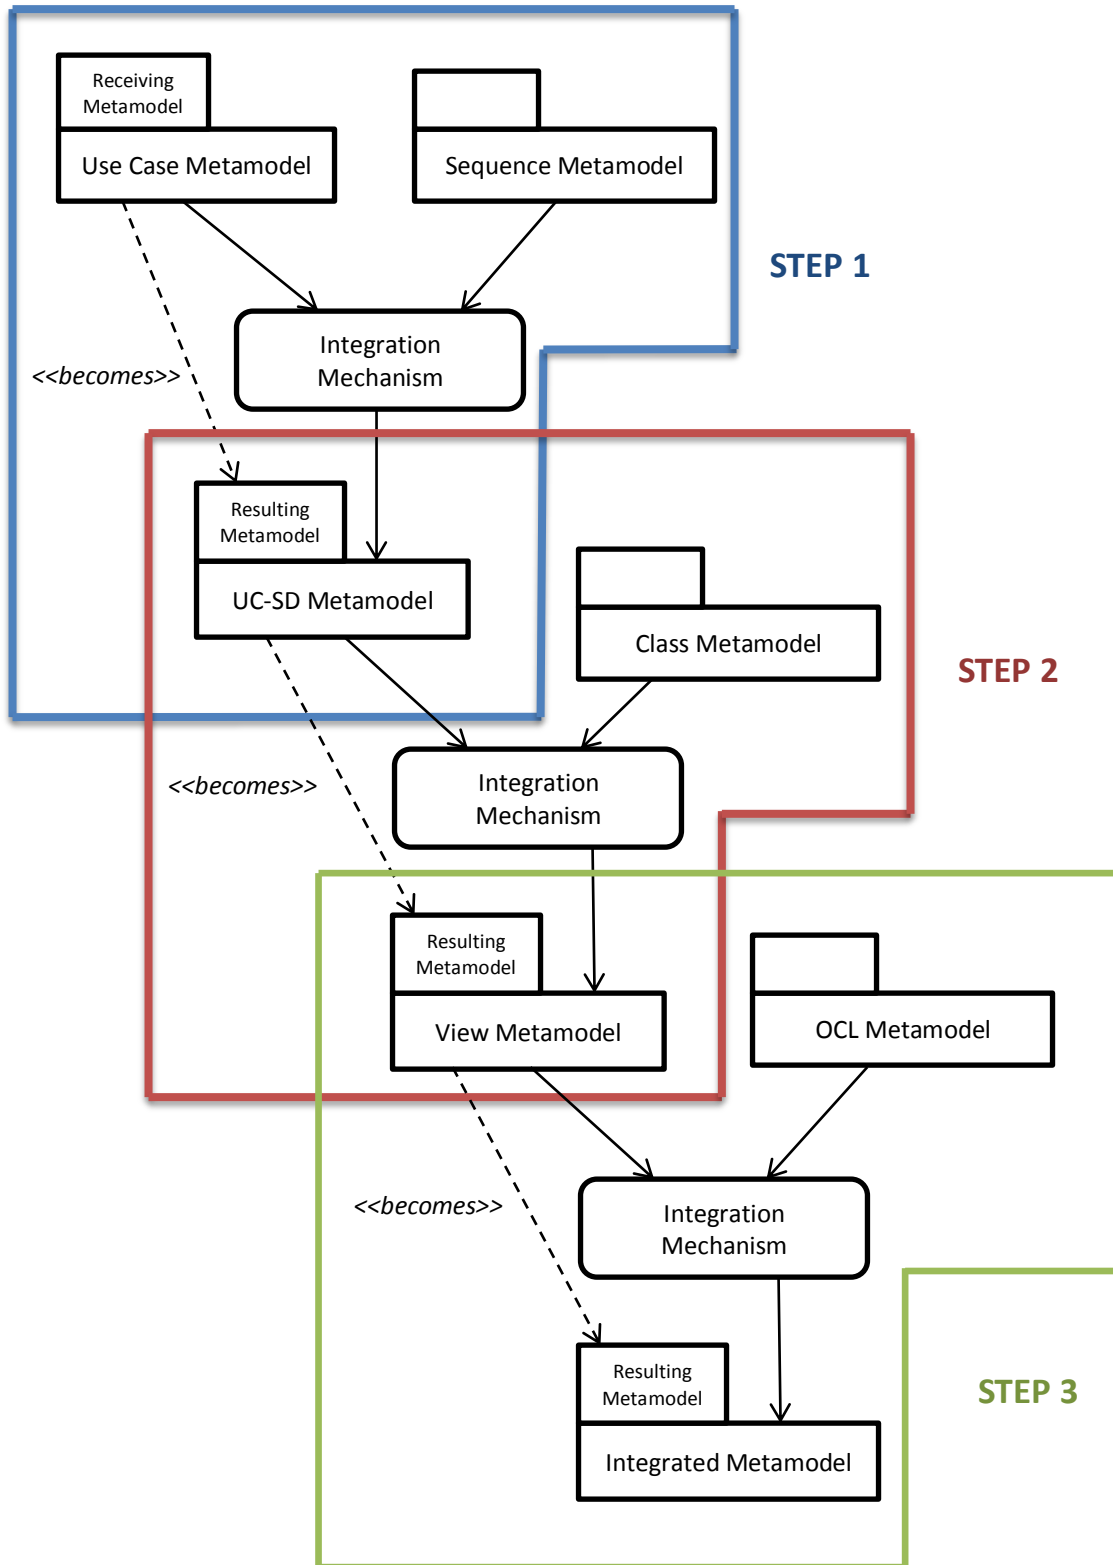 Receiving
Metamodel
Use Case Metamodel
Sequence Metamodel
STEP 1
Integration
Mechanism
<<becomes>>
Resulting
Metamodel
UC-SD Metamodel
Class Metamodel
STEP 2
<<becomes>>
Integration
Mechanism
Resulting
Metamodel
View Metamodel
OCL Metamodel
<<becomes>>
Integration
Mechanism
Resulting
Metamodel
STEP 3
Integrated Metamodel